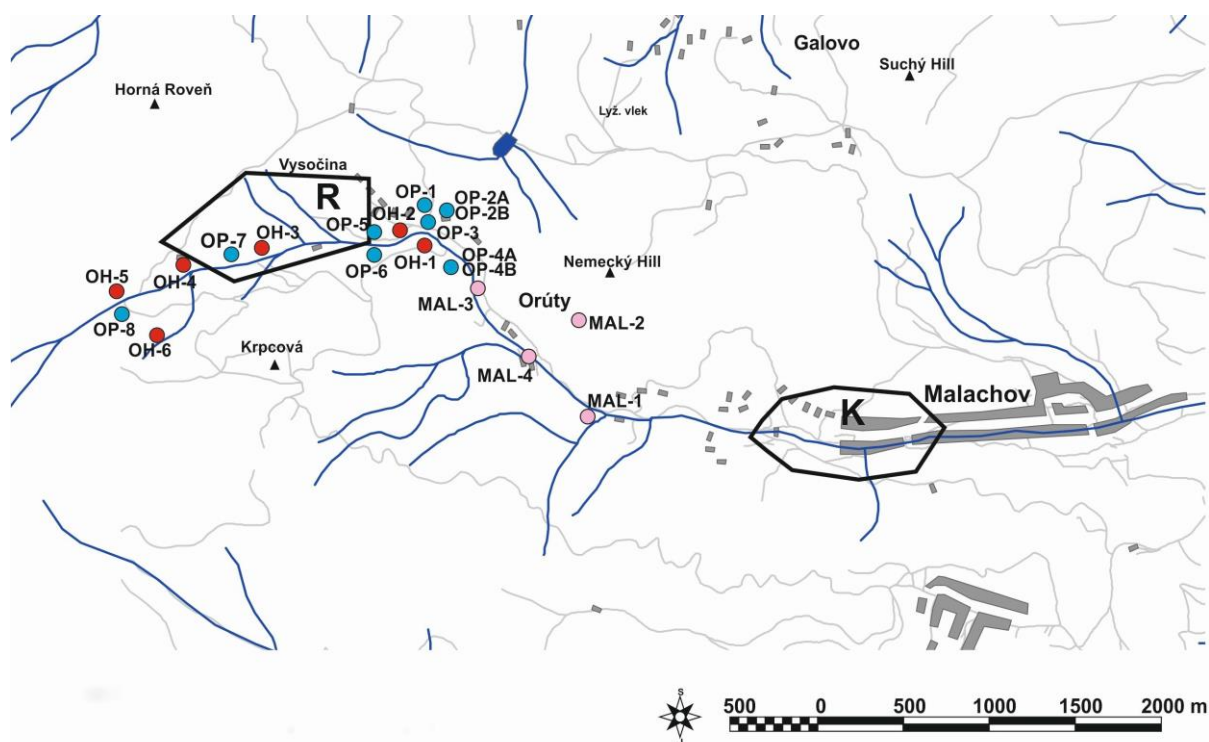 Galovo
Suchý Hill
Horná Roveň
Lyž. vlek
Vysočina
R
OP-1
OP-2A
OP-2B
OP-5
OH-2
OP-3
OH-3
OP-7
OP-4A
OP-4B
OP-6
OH-1
OH-4
Nemecký Hill
OH-5
MAL-3
Orúty
MAL-2
OP-8
OH-6
Krpcová
MAL-4
Malachov
MAL-1
K
S
500 0 500 1000 1500 2000 m